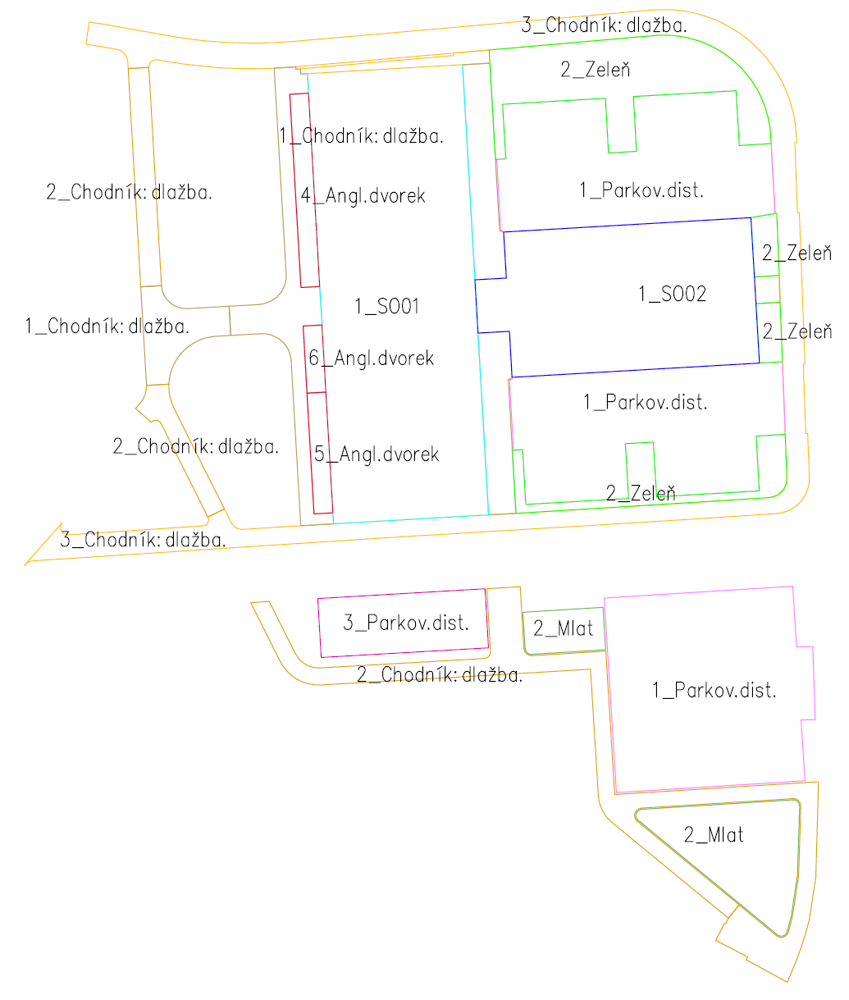 3_Chodník: dlažba.
2_Zeleň
1_Chodník: dlažba.
2_Chodník: dlažba.
4_Angl.dvorek
1_Parkov.dist.
2_Zeleň
1_SO02
1_SO01
1_Chodník: dlažba.
2_Zeleň
6_Angl.dvorek
1_Parkov.dist.
2_Chodník: dlažba.
5_Angl.dvorek
2_Zeleň
3_Chodník: dlažba.
3_Parkov.dist.
2_Mlat
2_Chodník: dlažba.
1_Parkov.dist.
2_Mlat